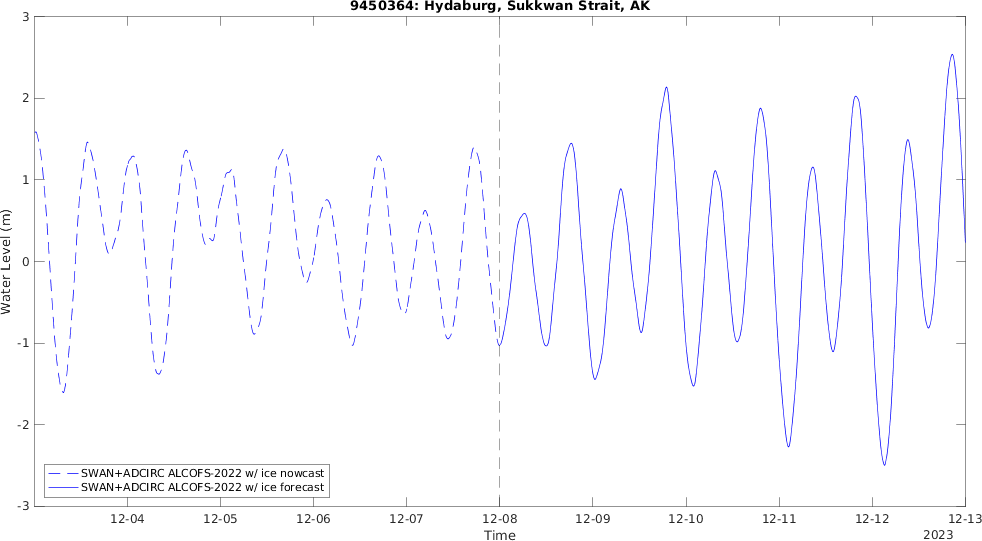 9450364: Hydaburg, Sukkwan Strait, AK
3
2
1
0
-1
-2
-3
Water Level (m)
SWAN+ADCIRC ALCOFS-2022 w/ ice nowcast
SWAN+ADCIRC ALCOFS-2022 w/ ice forecast
12-04 12-05 12-06 12-07 12-08 12-09 12-10 12-11 12-12 12-13
Time
2023